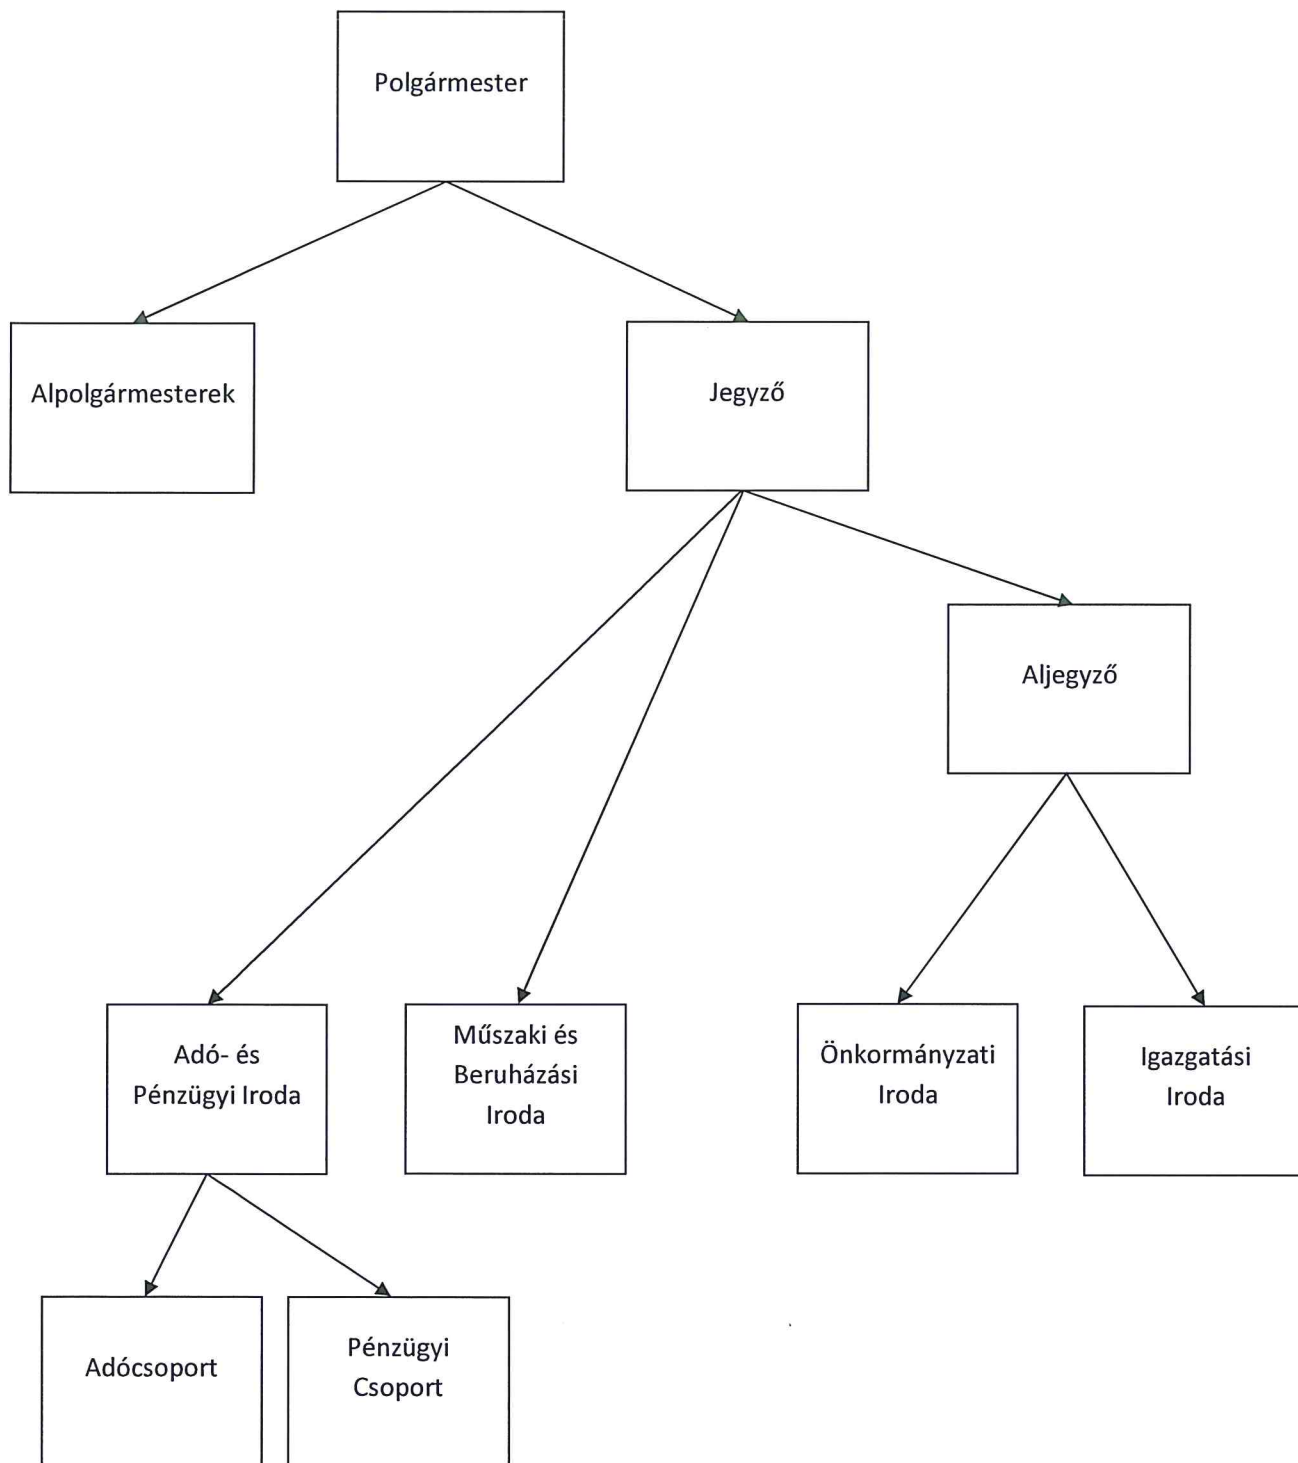 Polgármester
Alpolgármesterek
Jegyző
Aljegyző
Adó- és
Pénzügyi Iroda
Műszaki és
Beruházási
Iroda
Önkormányzati
Iroda
Igazgatási
Iroda
Adócsoport
Pénzügyi
Csoport